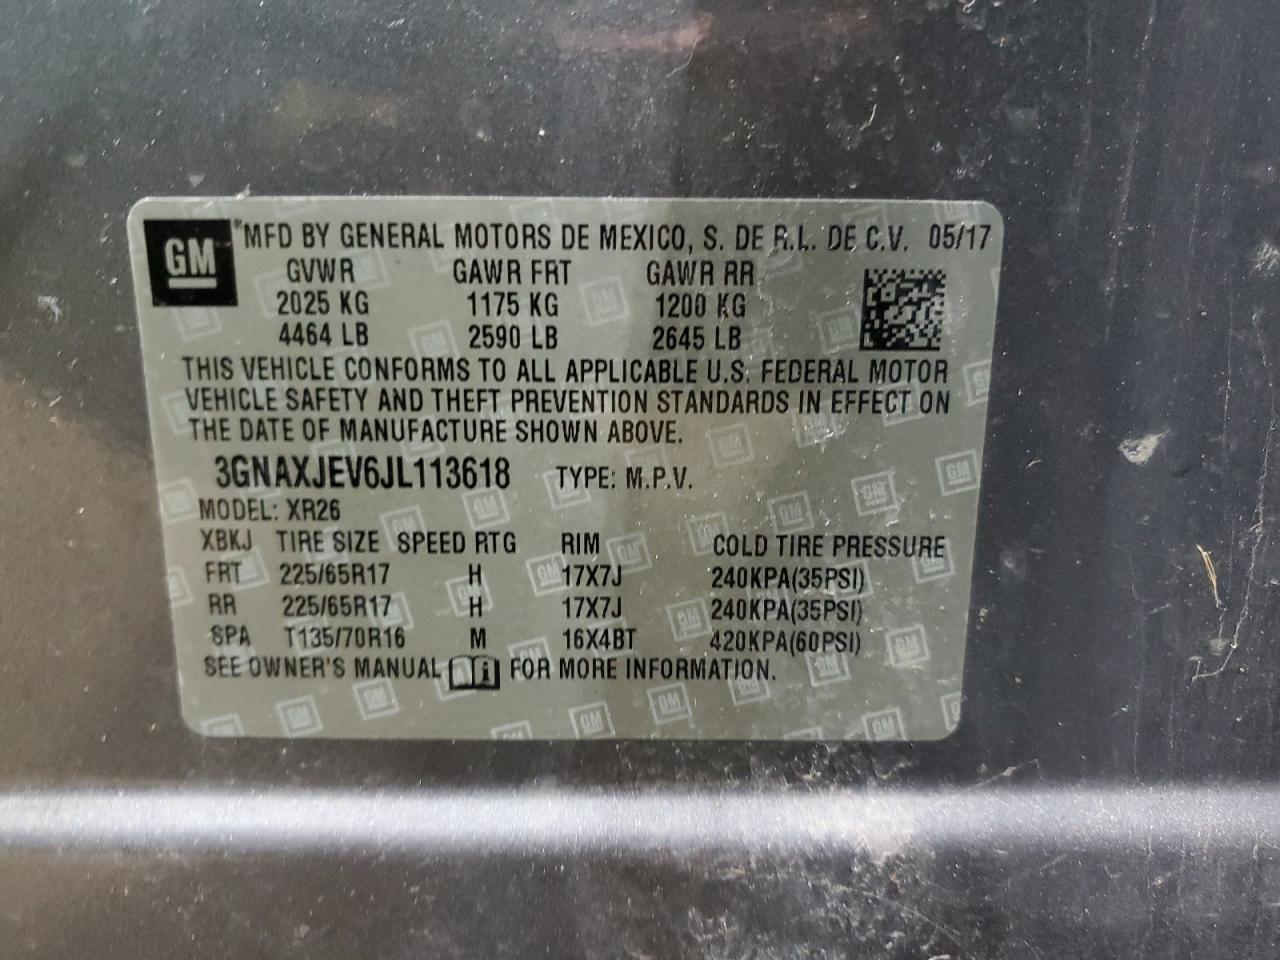 GM
MFD BY GENERAL MOTORS DE MEXICO, S. DE R.L. DE C.V. 05/17
GVWR GAWR FRT GAWR RR
2025 KG 1175 KG 1200 KG
4464 LB 2590 LB 2645 LB
THIS VEHICLE CONFORMS TO ALL APPLICABLE U.S. FEDERAL MOTOR
VEHICLE SAFETY AND THEFT PREVENTION STANDARDS IN EFFECT ON
THE DATE OF MANUFACTURE SHOWN ABOVE.
3GNAXJEV6JL113618 TYPE: M.P.V.
MODEL: XR26
XBKJ TIRE SIZE SPEED RTG RIM COLD TIRE PRESSURE
FRT 225/65R17 H 17X7J 240KPA(35PSI)
RR 225/65R17 H 17X7J 240KPA(35PSI)
SPA T135/70R16 M 16X4BT 420KPA(60PSI)
SEE OWNER'S MANUAL i FOR MORE INFORMATION.